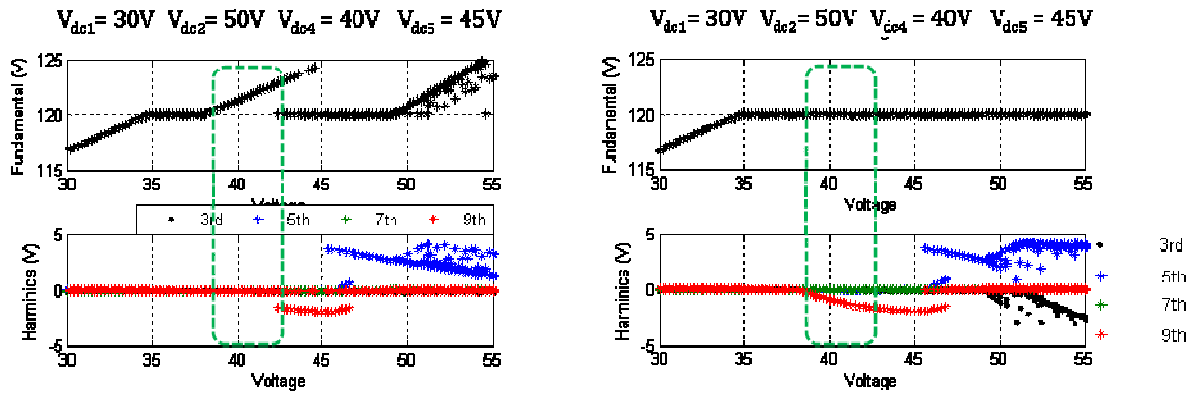 Vdc1= 30V Vdc2= 50V Vdc4= 40V Vdc5= 45V
Fundamental (V)
125
120
115
30 35 40 45 50 55
Voltage
3rd 5th 7th 9th
Harminics (V)
5
0
-5
30 35 40 45 50 55
Voltage
Vdc1= 30V Vdc2= 50V Vdc4= 40V Vdc5= 45V
Fundamental (V)
125
120
115
30 35 40 45 50 55
Voltage
Harminics (V)
5
0
-5
30 35 40 45 50 55
Voltage
3rd
5th
7th
9th